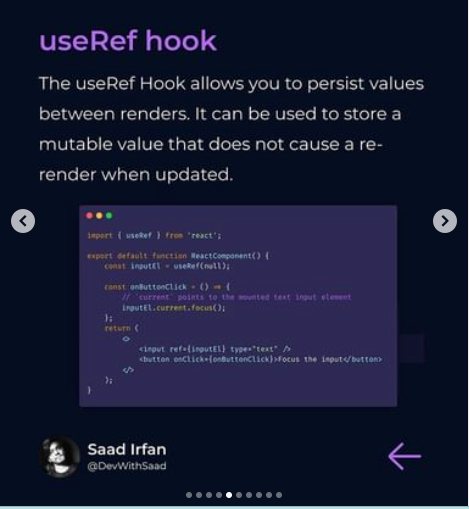 useRef hook
The useRef Hook allows you to persist values
between renders. It can be used to store a
mutable value that does not cause a re-
render when updated.
import { useRef } from 'react';
export default function ReactComponent() {
const inputEl = useRef(null);
const onButtonClick = () => {
// `current` points to the mounted text input element
inputEl.current.focus();
};
return (
<>
<input ref={inputEl} type="text" />
<button onClick={onButtonClick}>Focus the input</button>
</>
);
}
Saad Irfan
@DevWithSaad